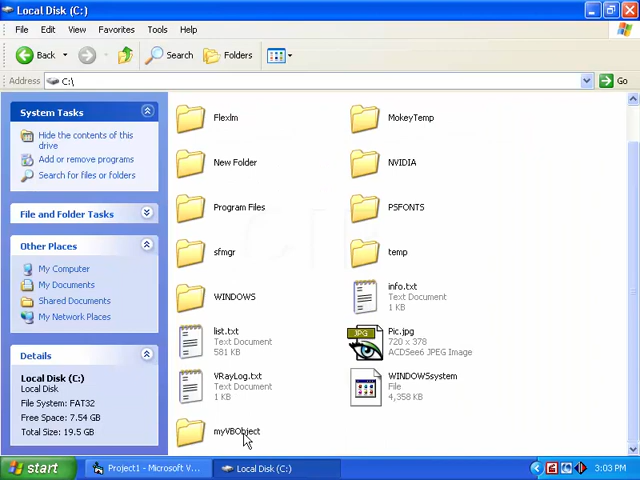 Local Disk (C:)
File Edit View Favorites Tools Help
Back Search Folders
Address C:\ Go
System Tasks
Hide the contents of this
drive
Add or remove programs
Search for files or folders
File and Folder Tasks
Other Places
My Computer
My Documents
Shared Documents
My Network Places
Details
Local Disk (C:)
Local Disk
File System: FAT32
Free Space: 7.54 GB
Total Size: 19.5 GB
Flexlm
MokeyTemp
New Folder
NVIDIA
Program Files
PSFONTS
sfmgr
temp
WINDOWS
info.txt
Text Document
1 KB
list.txt
Text Document
581 KB
JPG
Pic.jpg
720 x 378
ACDSee6 JPEG Image
VRayLog.txt
Text Document
1 KB
WINDOWSsystem
File
4,358 KB
myVBObject
start Project1 - Microsoft V... Local Disk (C:) 3:03 PM